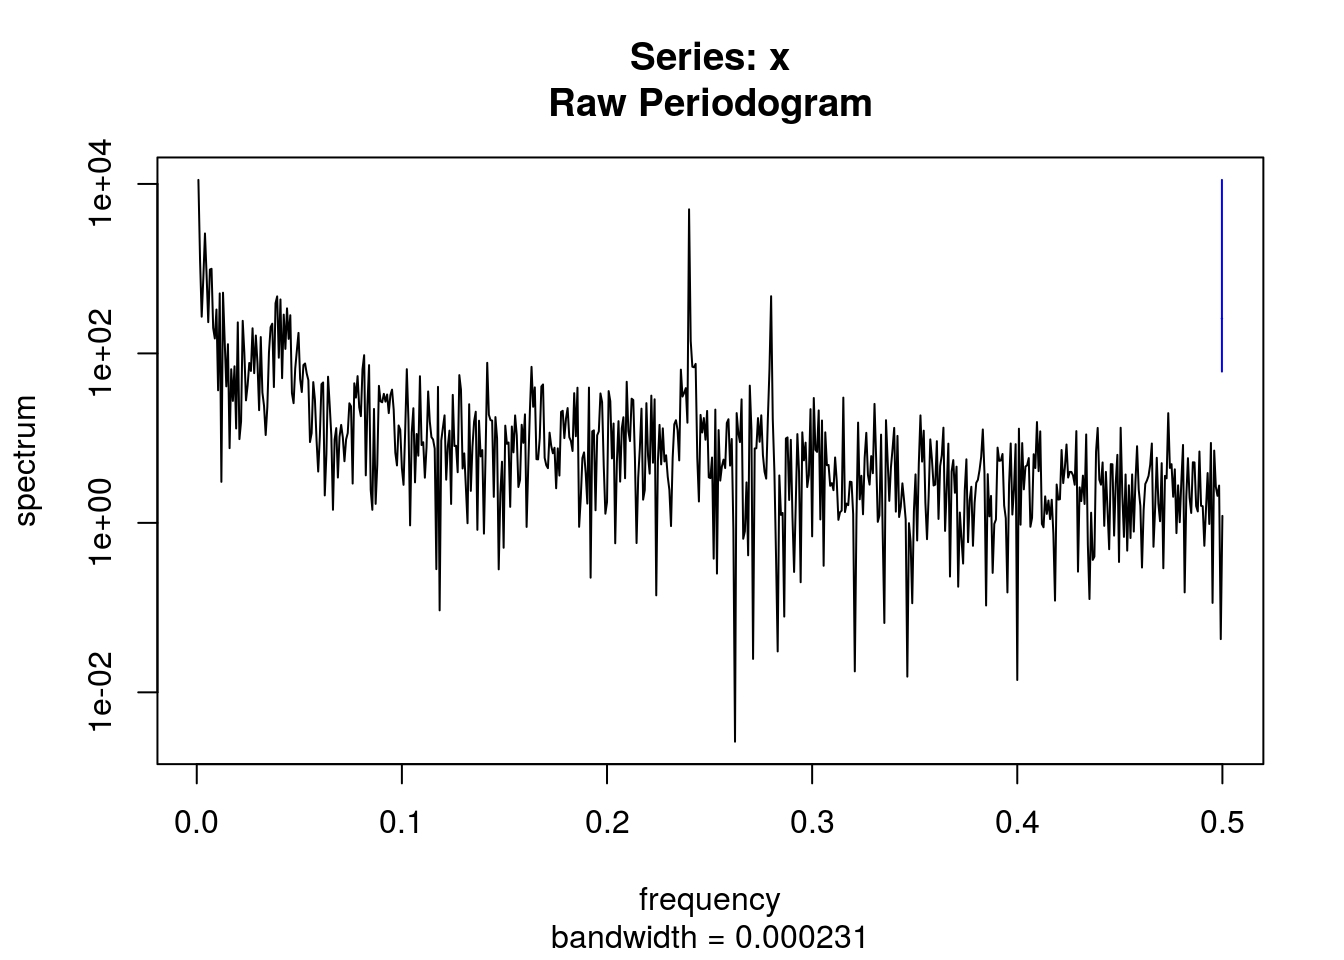 Series: x
Raw Periodogram
1e+04
1e+02
1e+00
1e-02
spectrum
0.0 0.1 0.2 0.3 0.4 0.5
frequency
bandwidth = 0.000231